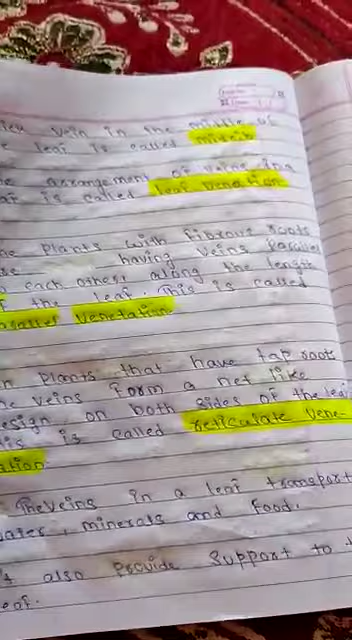 vein in the middle of
leaf is called midrib
arrangement of veins in a
is called leaf venation
plants with fibrous roots
having veins parallel
each other along the length
the leaf. This is called
venetation
plants that have tap roots
veins form a net like
design on both sides of the leaf
is called reticulate Vene-
ation
The veins in a leaf transport
water, minerals and food.
also provide support to